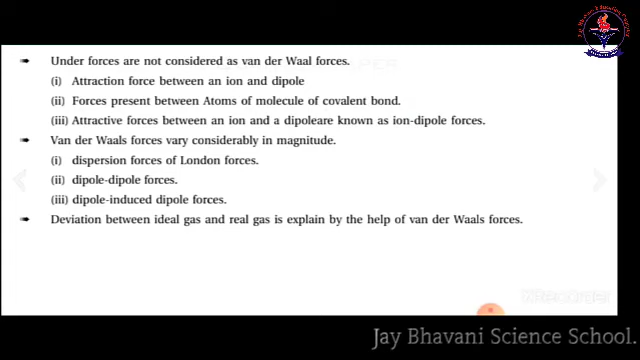 ➠ Under forces are not considered as van der Waal forces.
(i) Attraction force between an ion and dipole
(ii) Forces present between Atoms of molecule of covalent bond.
(iii) Attractive forces between an ion and a dipoleare known as ion-dipole forces.
➠ Van der Waals forces vary considerably in magnitude.
(i) dispersion forces of London forces.
(ii) dipole-dipole forces.
(iii) dipole-induced dipole forces.
➠ Deviation between ideal gas and real gas is explain by the help of van der Waals forces.
Jay Bhavani Science School.